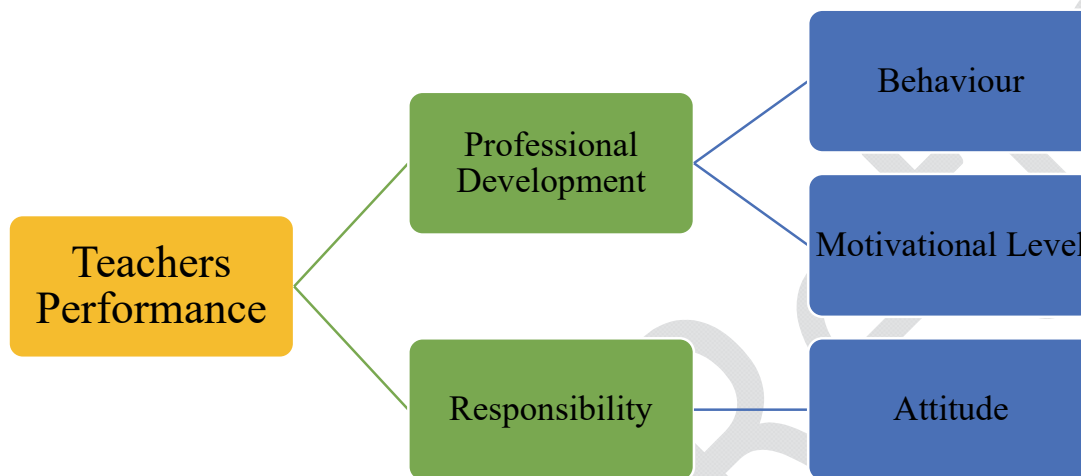 Teachers
Performance
Professional
Development
Responsibility
Behaviour
Motivational Level
Attitude